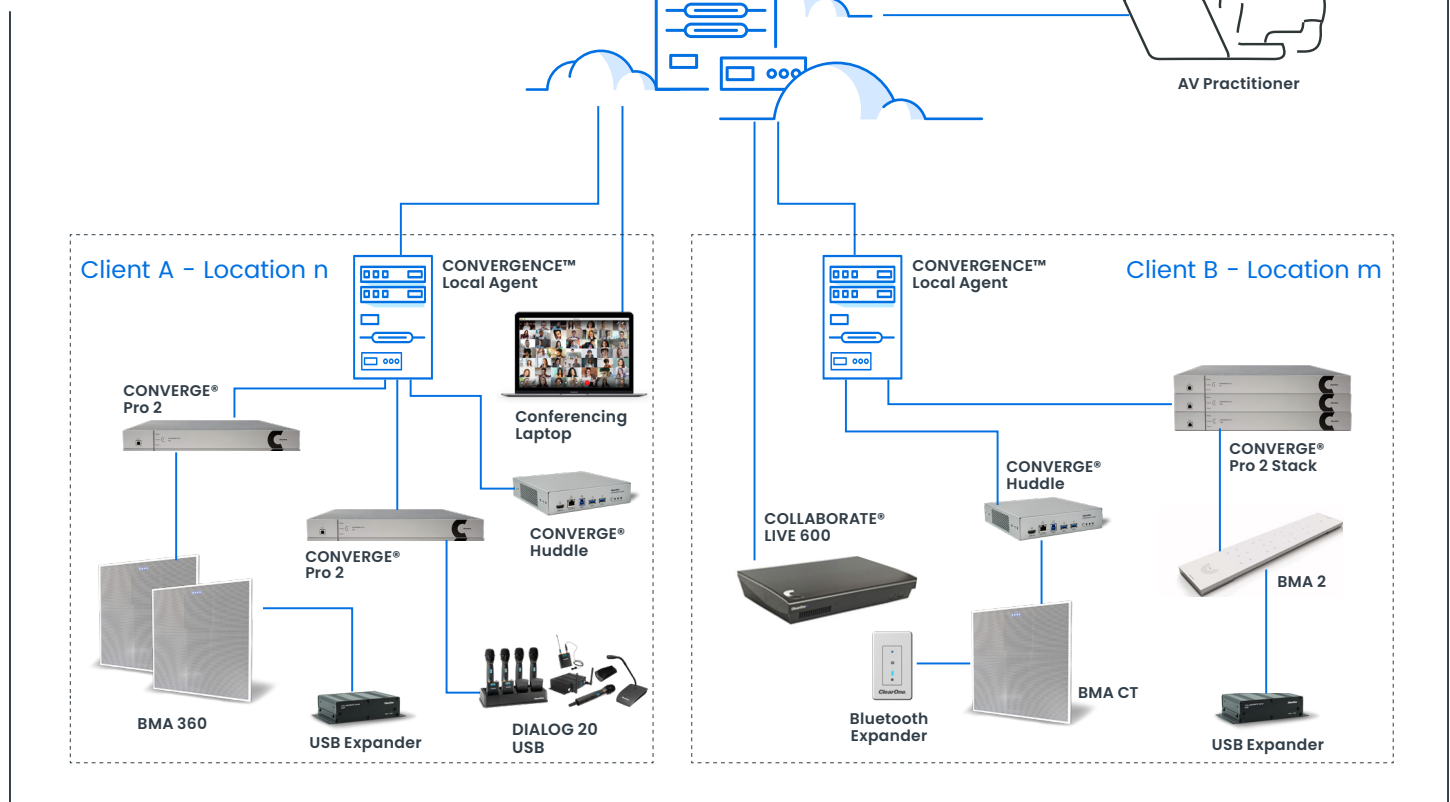 AV Practitioner
Client A - Location n
CONVERGENCE™
Local Agent
CONVERGE®
Pro 2
Conferencing
Laptop
CONVERGE®
Huddle
CONVERGE®
Pro 2
BMA 360
USB Expander
DIALOG 20
USB
Client B - Location m
CONVERGENCE™
Local Agent
CONVERGE®
Pro 2 Stack
CONVERGE®
Huddle
COLLABORATE®
LIVE 600
BMA 2
ClearOne
BMA CT
Bluetooth
Expander
USB Expander